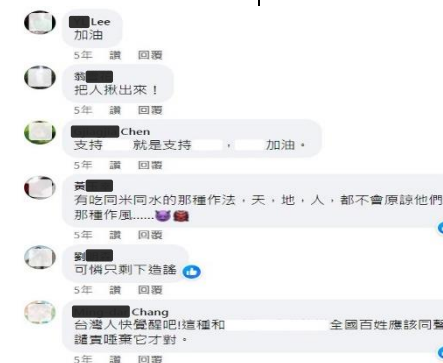 Lee
加油
5年 讚 回覆
翁
把人揪出來！
5年 讚 回覆
Chen
支持 就是支持 ， 加油。
5年 讚 回覆
黃
有吃同米同水的那種作法，天，地，人，都不會原諒他們
那種作風......
5年 讚 回覆
劉
可憐只剩下造謠
5年 讚 回覆
Chang
台灣人快覺醒吧!這種和 全國百姓應該同聲
譴責唾棄它才對。
5年 讚 回覆